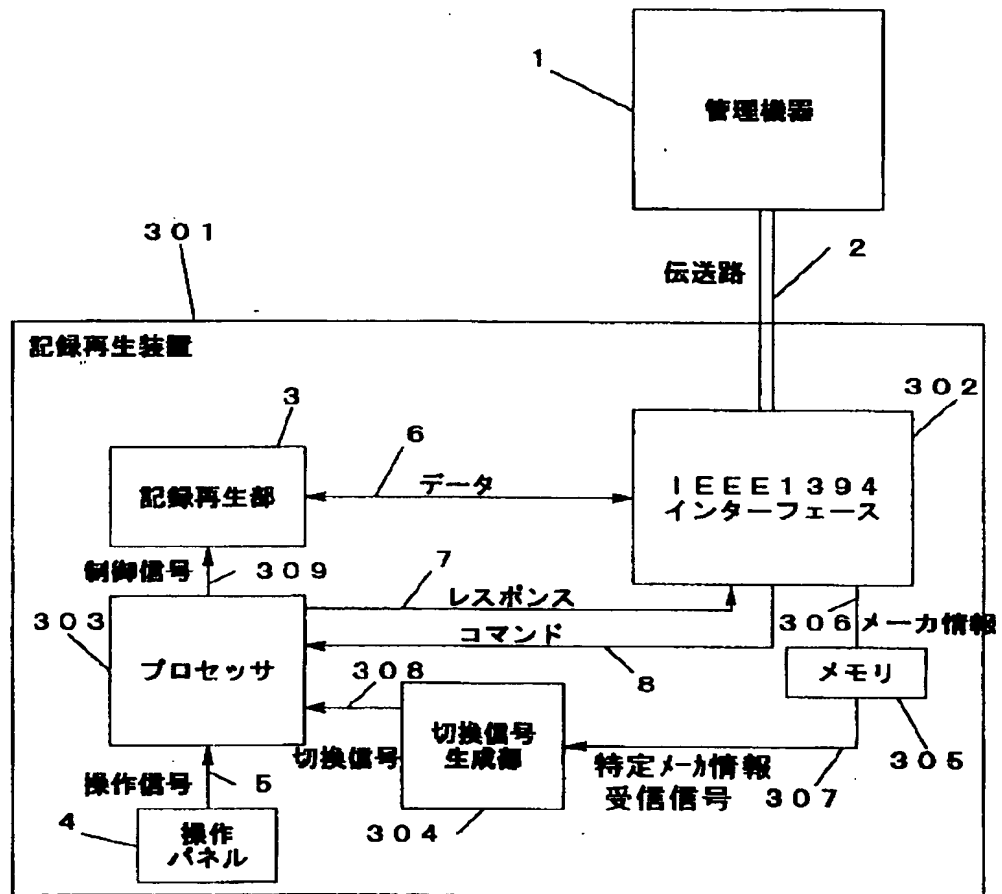 1
管理機器
301
伝送路
2
記録再生装置
302
3
6
記録再生部
データ
IEEE1394
インターフェース
制御信号
309
7
303
レスポンス
306 メーカ情報
コマンド
プロセッサ
308
8
メモリ
切換信号
切換信号
生成部
操作信号
5
特定メーカ情報
受信信号
307
305
4
304
操作
パネル